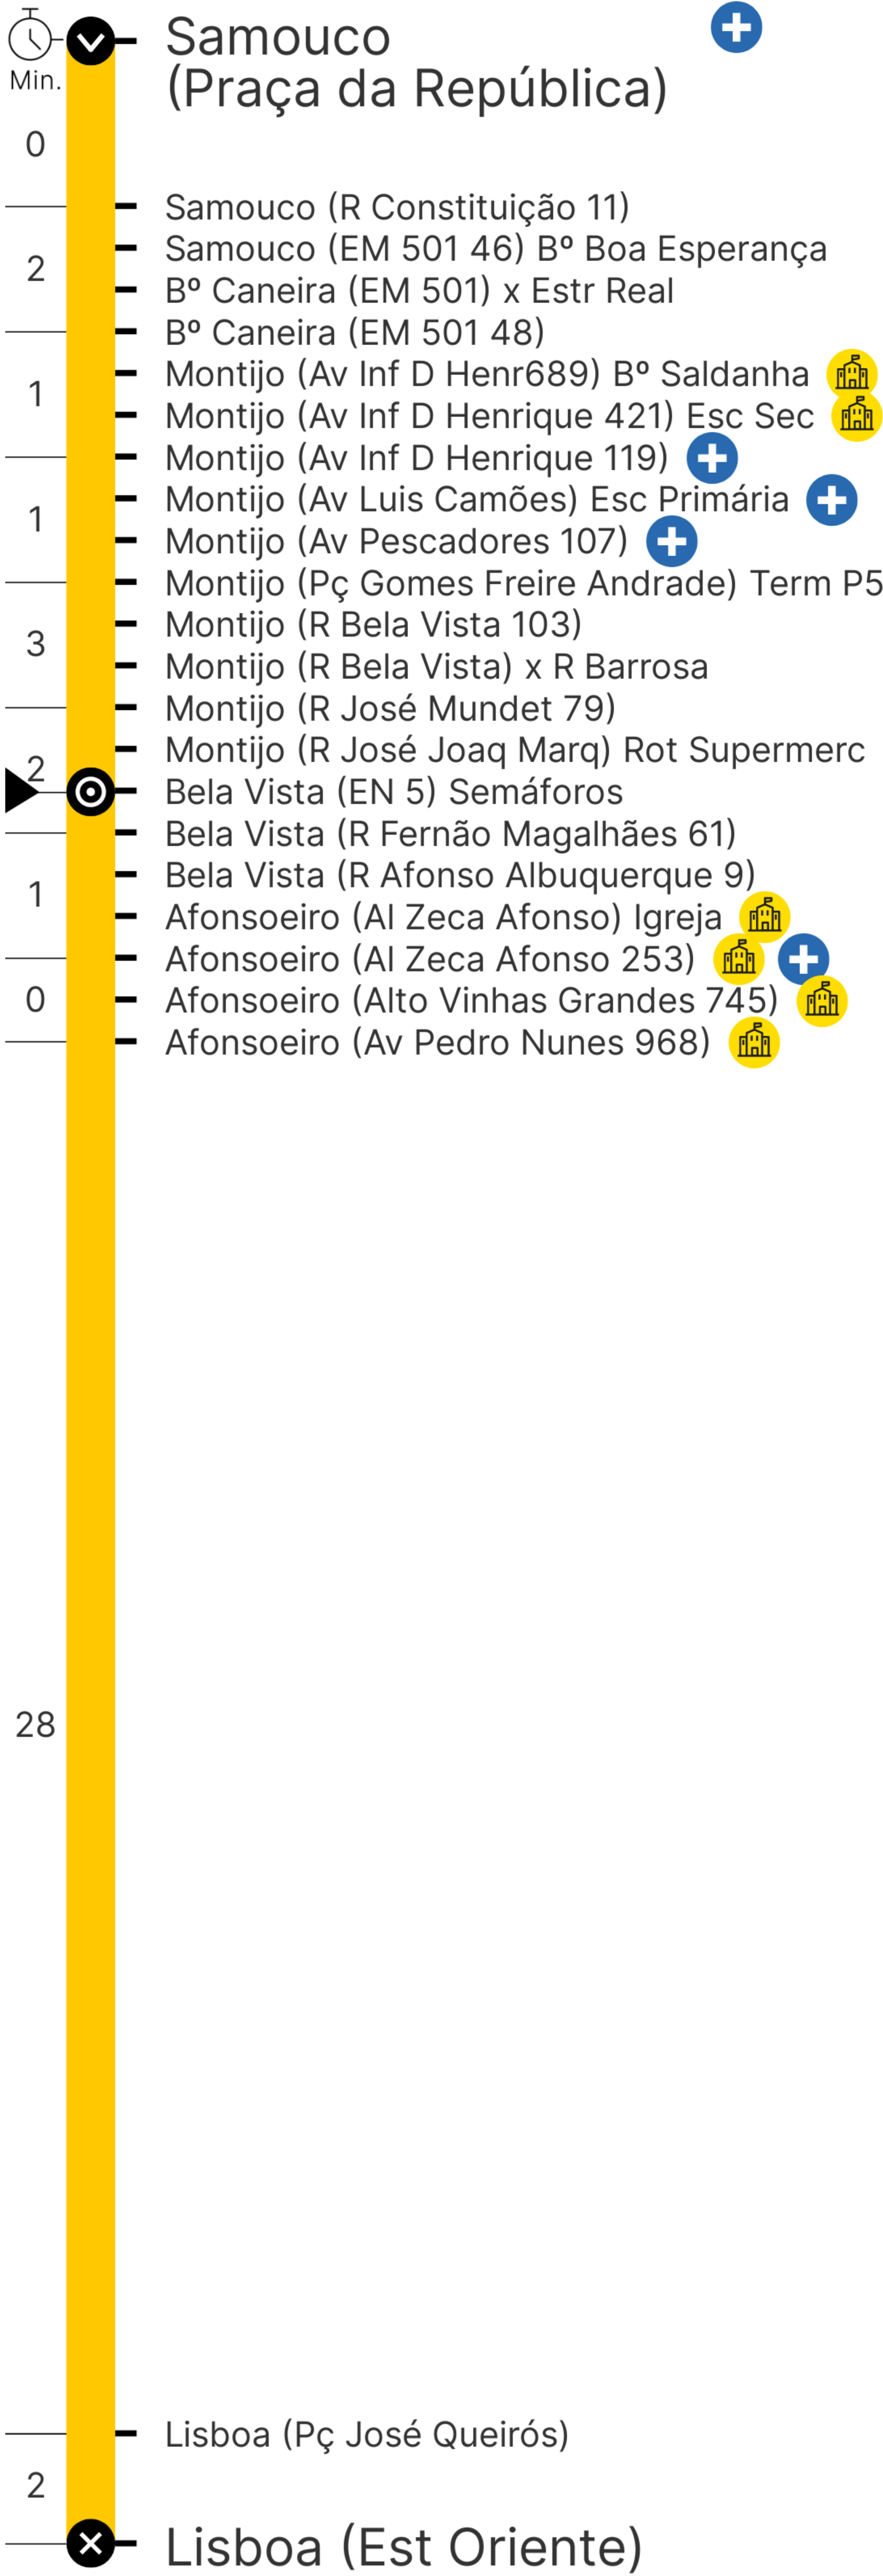 Min.
Samouco
(Praça da República)
0
Samouco (R Constituição 11)
Samouco (EM 501 46) Bº Boa Esperança
2
Bº Caneira (EM 501) x Estr Real
Bº Caneira (EM 501 48)
Montijo (Av Inf D Henr689) Bº Saldanha
1
Montijo (Av Inf D Henrique 421) Esc Sec
Montijo (Av Inf D Henrique 119)
Montijo (Av Luis Camões) Esc Primária
1
Montijo (Av Pescadores 107)
Montijo (Pç Gomes Freire Andrade) Term P5
Montijo (R Bela Vista 103)
3
Montijo (R Bela Vista) x R Barrosa
Montijo (R José Mundet 79)
Montijo (R José Joaq Marq) Rot Supermerc
2
Bela Vista (EN 5) Semáforos
Bela Vista (R Fernão Magalhães 61)
Bela Vista (R Afonso Albuquerque 9)
1
Afonsoeiro (Al Zeca Afonso) Igreja
Afonsoeiro (Al Zeca Afonso 253)
0
Afonsoeiro (Alto Vinhas Grandes 745)
Afonsoeiro (Av Pedro Nunes 968)
28
Lisboa (Pç José Queirós)
2
Lisboa (Est Oriente)